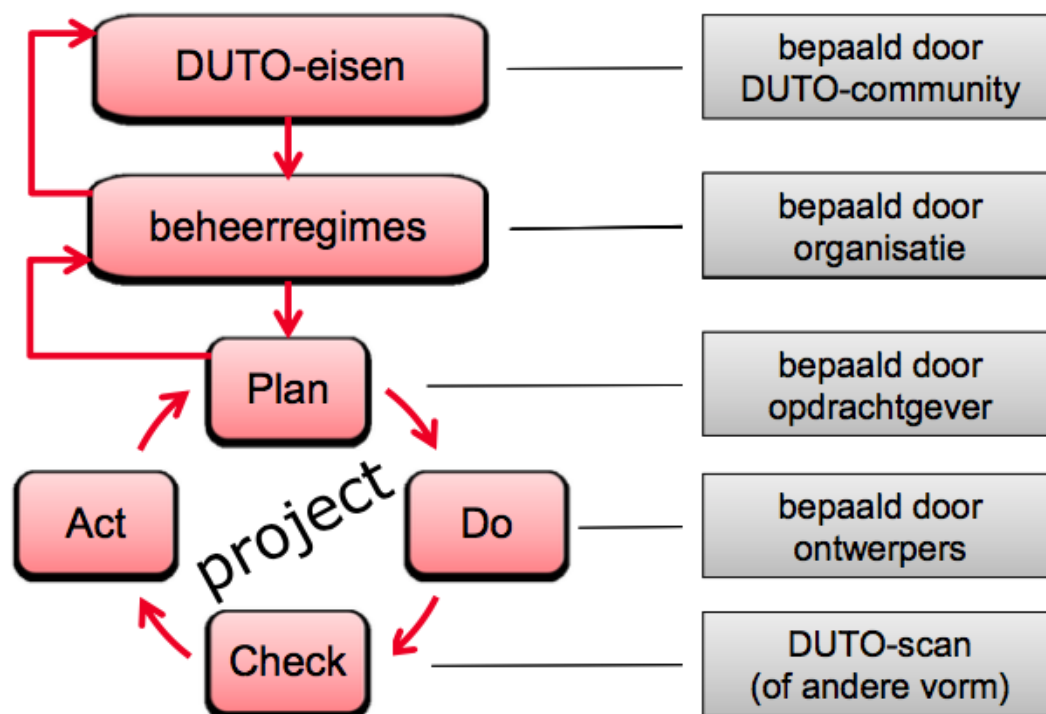 DUTO-eisen
bepaald door
DUTO-community
beheerregimes
bepaald door
organisatie
Plan
bepaald door
opdrachtgever
Act
project
Do
bepaald door
ontwerpers
Check
DUTO-scan
(of andere vorm)